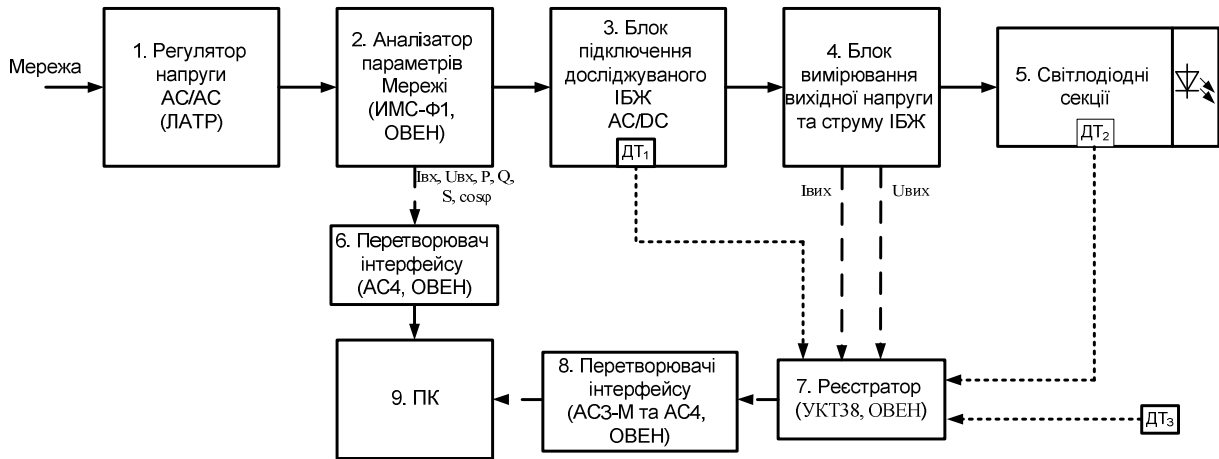 Мережа
1. Регулятор
напруги
АС/АС
(ЛАТР)
2. Аналізатор
параметрів
Мережі
(ИМС-Ф1,
ОВЕН)
3. Блок
підключення
досліджуваного
ІБЖ
AC/DC
ДТ1
4. Блок
вимірювання
вихідної напруги
та струму ІБЖ
5. Світлодіодні
секції
ДТ2
Iвх, Uвх, P, Q,
S, cosφ
Iвих
Uвих
6. Перетворювач
інтерфейсу
(АС4, ОВЕН)
9. ПК
8. Перетворювачі
інтерфейсу
(АС3-М та АС4,
ОВЕН)
7. Реєстратор
(УКТ38, ОВЕН)
ДТ3